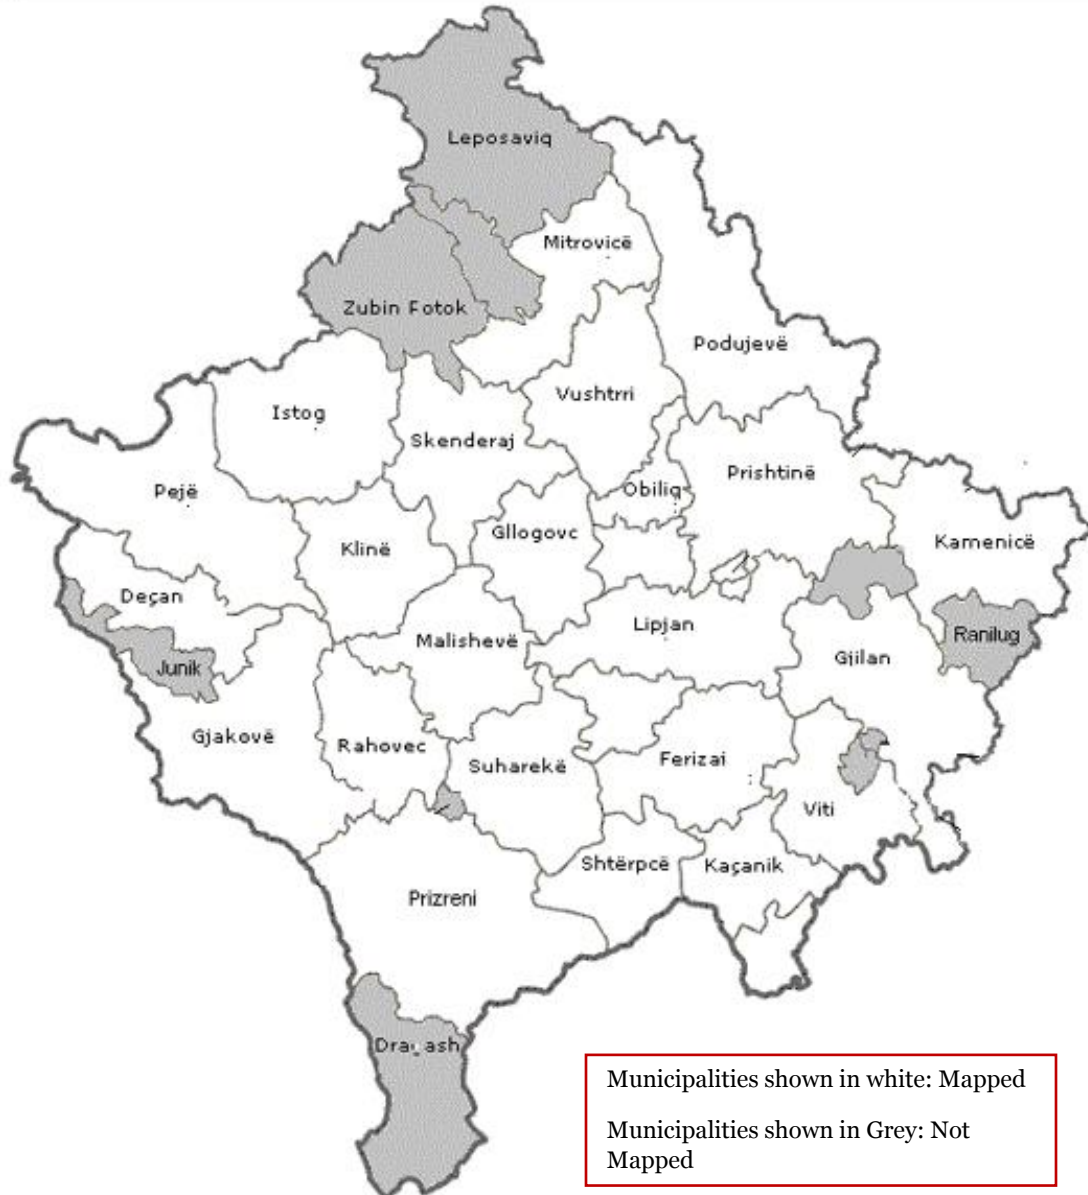 Leposaviq
Mitrovicë
Zubin Fotok
Podujevë
Vushtrri
Istog
Skenderaj
Prishtinë
Pejë
Obiliq
Gllogovc
Kamenicë
Klinë
Deçan
Lipjan
Ranilug
Malishevë
Gjilan
Junik
Gjakovë
Rahovec
Ferizai
Suharekë
Viti
Shtërpcë
Kaçanik
Prizreni
Dragash
Municipalities shown in white: Mapped
Municipalities shown in Grey: Not
Mapped